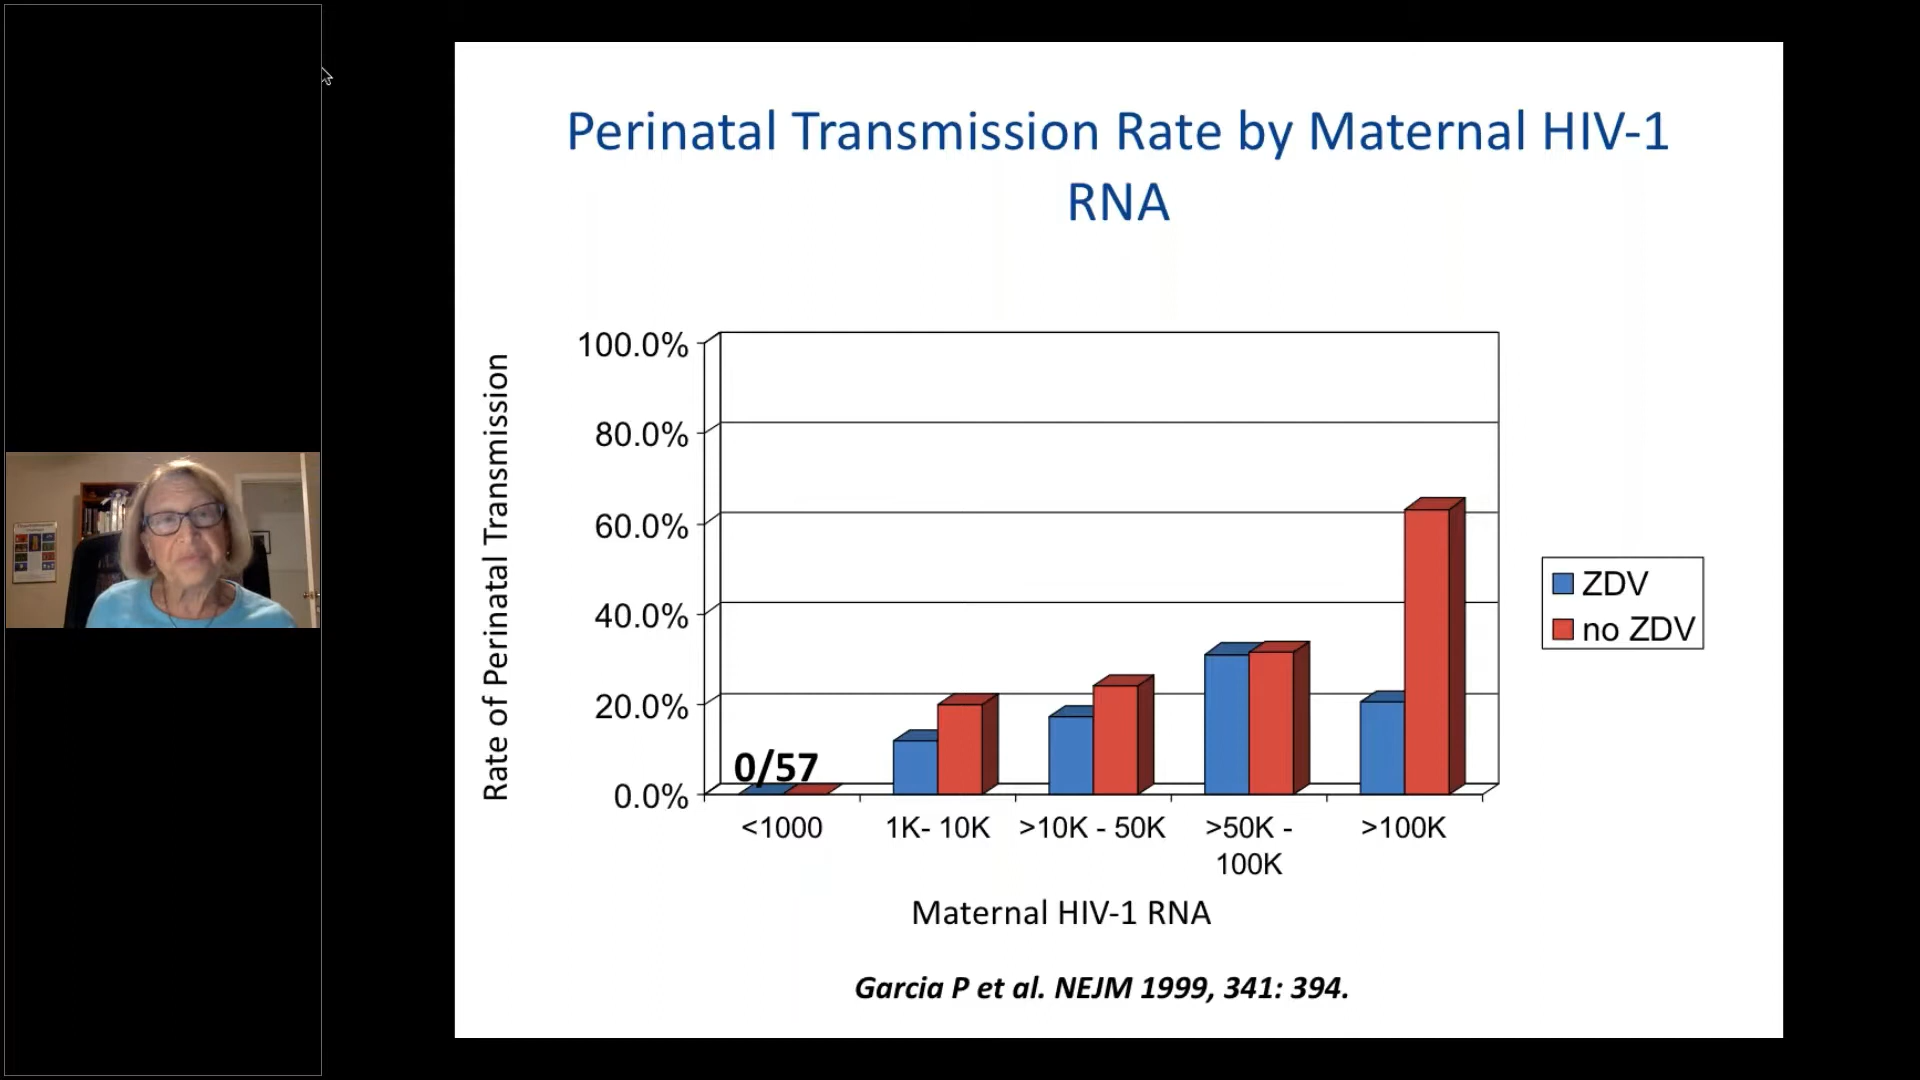 Perinatal Transmission Rate by Maternal HIV-1
RNA
Rate of Perinatal Transmission
100.0%
80.0%
60.0%
40.0%
20.0%
0.0%
0/57
<1000
1K- 10K
>10K - 50K
>50K -
100K
>100K
Maternal HIV-1 RNA
ZDV
no ZDV
Garcia P et al. NEJM 1999, 341: 394.